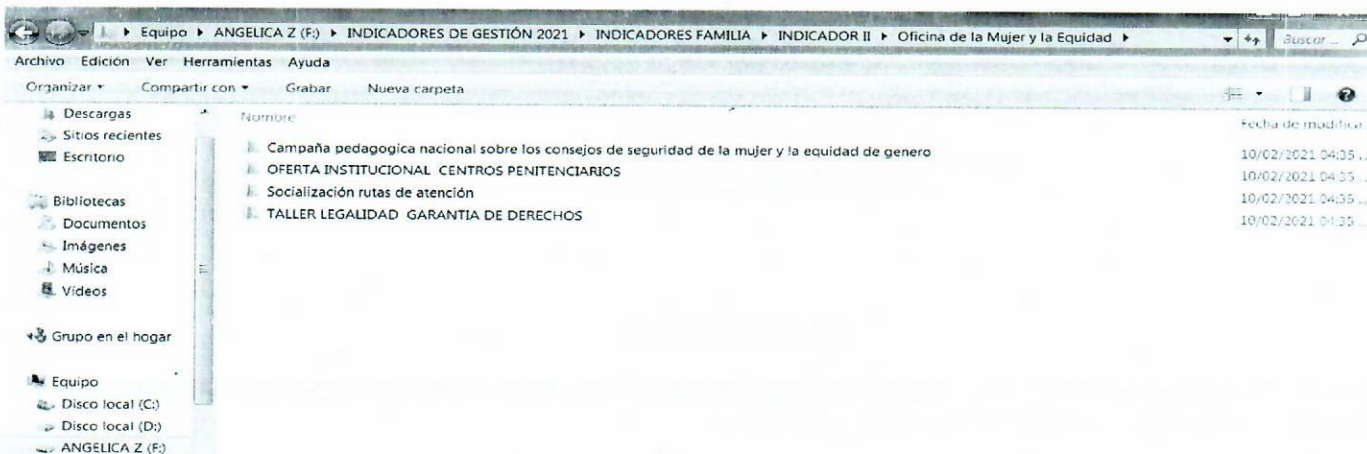 Equipo ▸ ANGELICA Z (F:) ▸ INDICADORES DE GESTIÓN 2021 ▸ INDICADORES FAMILIA ▸ INDICADOR II ▸ Oficina de la Mujer y la Equidad ▸ Buscar ...
Archivo Edición Ver Herramientas Ayuda
Organizar Compartir con Grabar Nueva carpeta
Descargas
Sitios recientes
Escritorio
Bibliotecas
Documentos
Imágenes
Música
Vídeos
Grupo en el hogar
Equipo
Disco local (C:)
Disco local (D:)
ANGELICA Z (F:)
Nombre Fecha de modifica
Campaña pedagogica nacional sobre los consejos de seguridad de la mujer y la equidad de genero 10/02/2021 04:35 ...
OFERTA INSTITUCIONAL CENTROS PENITENCIARIOS 10/02/2021 04:35 ...
Socialización rutas de atención 10/02/2021 04:35 ...
TALLER LEGALIDAD GARANTIA DE DERECHOS 10/02/2021 04:35 ...